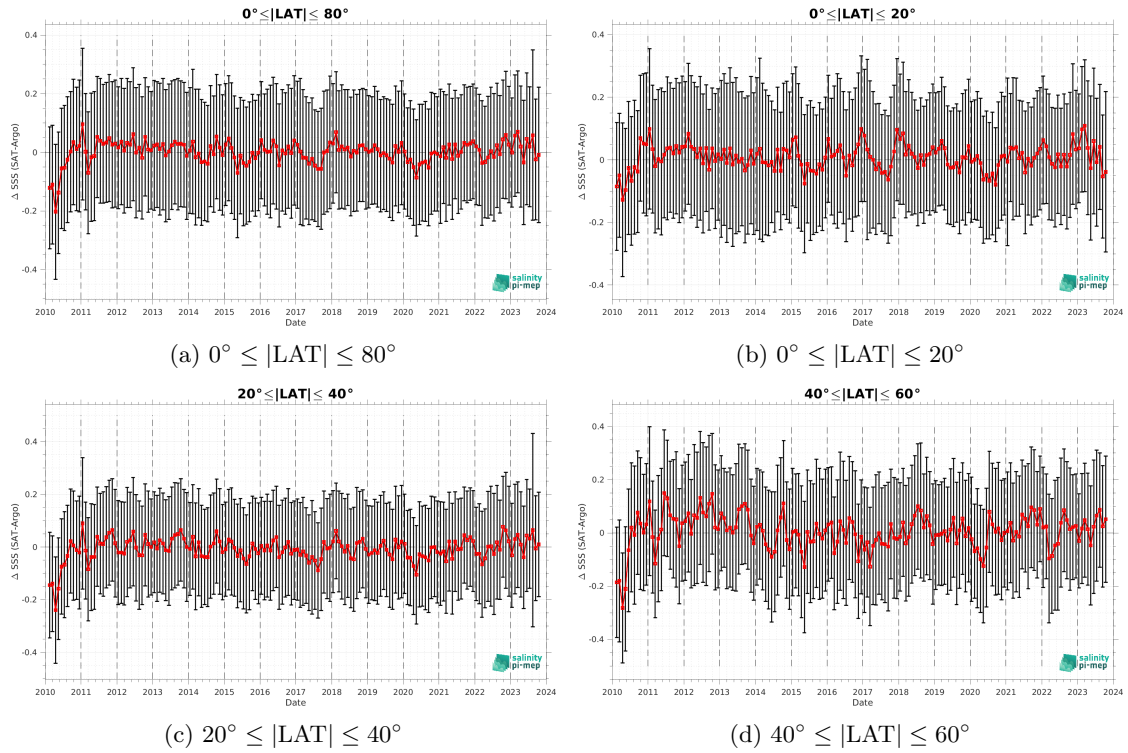 0°≤|LAT|≤ 80°
0.4
0.2
0
-0.2
-0.4
Δ SSS (SAT-Argo)
2010 2011 2012 2013 2014 2015 2016 2017 2018 2019 2020 2021 2022 2023 2024
Date
salinity
pi-mep
(a) 0° ≤ |LAT| ≤ 80°
0°≤|LAT|≤ 20°
0.4
0.2
0
-0.2
-0.4
Δ SSS (SAT-Argo)
2010 2011 2012 2013 2014 2015 2016 2017 2018 2019 2020 2021 2022 2023 2024
Date
salinity
pi-mep
(b) 0° ≤ |LAT| ≤ 20°
20°≤|LAT|≤ 40°
0.4
0.2
0
-0.2
-0.4
Δ SSS (SAT-Argo)
2010 2011 2012 2013 2014 2015 2016 2017 2018 2019 2020 2021 2022 2023 2024
Date
salinity
pi-mep
(c) 20° ≤ |LAT| ≤ 40°
40°≤|LAT|≤ 60°
0.4
0.2
0
-0.2
-0.4
Δ SSS (SAT-Argo)
2010 2011 2012 2013 2014 2015 2016 2017 2018 2019 2020 2021 2022 2023 2024
Date
salinity
pi-mep
(d) 40° ≤ |LAT| ≤ 60°